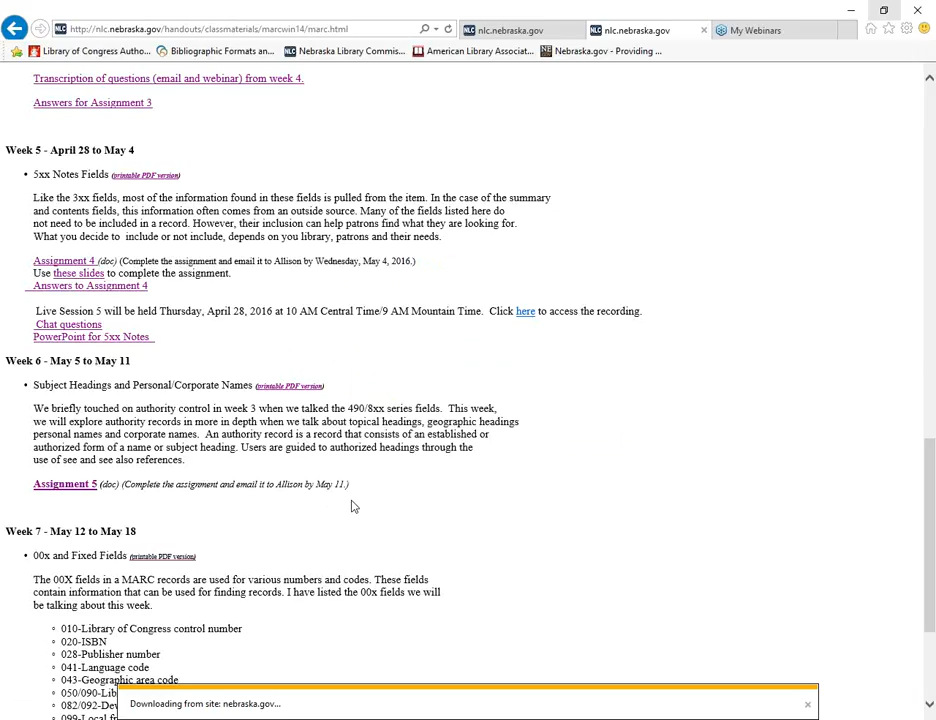 http://nlc.nebraska.gov/handouts/classmaterials/marcwin14/marc.html
nlc.nebraska.gov
nlc.nebraska.gov
My Webinars
Library of Congress Autho...
Bibliographic Formats an...
Nebraska Library Commis...
American Library Associat...
Nebraska.gov - Providing ...
Transcription of questions (email and webinar) from week 4.
Answers for Assignment 3
Week 5 - April 28 to May 4
• 5xx Notes Fields (printable PDF version)
Like the 3xx fields, most of the information found in these fields is pulled from the item. In the case of the summary
and contents fields, this information often comes from an outside source. Many of the fields listed here do
not need to be included in a record. However, their inclusion can help patrons find what they are looking for.
What you decide to include or not include, depends on you library, patrons and their needs.
Assignment 4 (doc) (Complete the assignment and email it to Allison by Wednesday, May 4, 2016.)
Use these slides to complete the assignment.
Answers to Assignment 4
Live Session 5 will be held Thursday, April 28, 2016 at 10 AM Central Time/9 AM Mountain Time. Click here to access the recording.
Chat questions
PowerPoint for 5xx Notes
Week 6 - May 5 to May 11
• Subject Headings and Personal/Corporate Names (printable PDF version)
We briefly touched on authority control in week 3 when we talked the 490/8xx series fields. This week,
we will explore authority records in more in depth when we talk about topical headings, geographic headings
personal names and corporate names. An authority record is a record that consists of an established or
authorized form of a name or subject heading. Users are guided to authorized headings through the
use of see and see also references.
Assignment 5 (doc) (Complete the assignment and email it to Allison by May 11.)
Week 7 - May 12 to May 18
• 00x and Fixed Fields (printable PDF version)
The 00X fields in a MARC records are used for various numbers and codes. These fields
contain information that can be used for finding records. I have listed the 00x fields we will
be talking about this week.
◦ 010-Library of Congress control number
◦ 020-ISBN
◦ 028-Publisher number
◦ 041-Language code
◦ 043-Geographic area code
◦ 050/090-Lib
◦ 082/092-De
◦ 099-Local
Downloading from site: nebraska.gov...